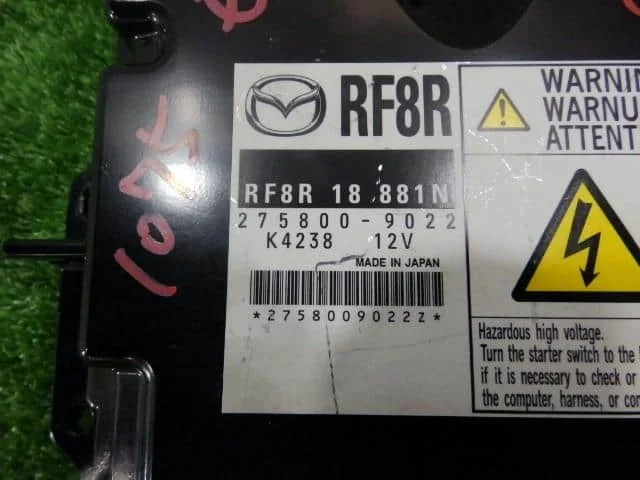 RF8R
RF8R 18 881N
275800-9022
K4238 12V
MADE IN JAPAN
*2758009022Z*
WARNIN
WARNU
ATTENT
Hazardous high voltage.
Turn the starter switch to the
if it is necessary to check or
the computer, harness, or con